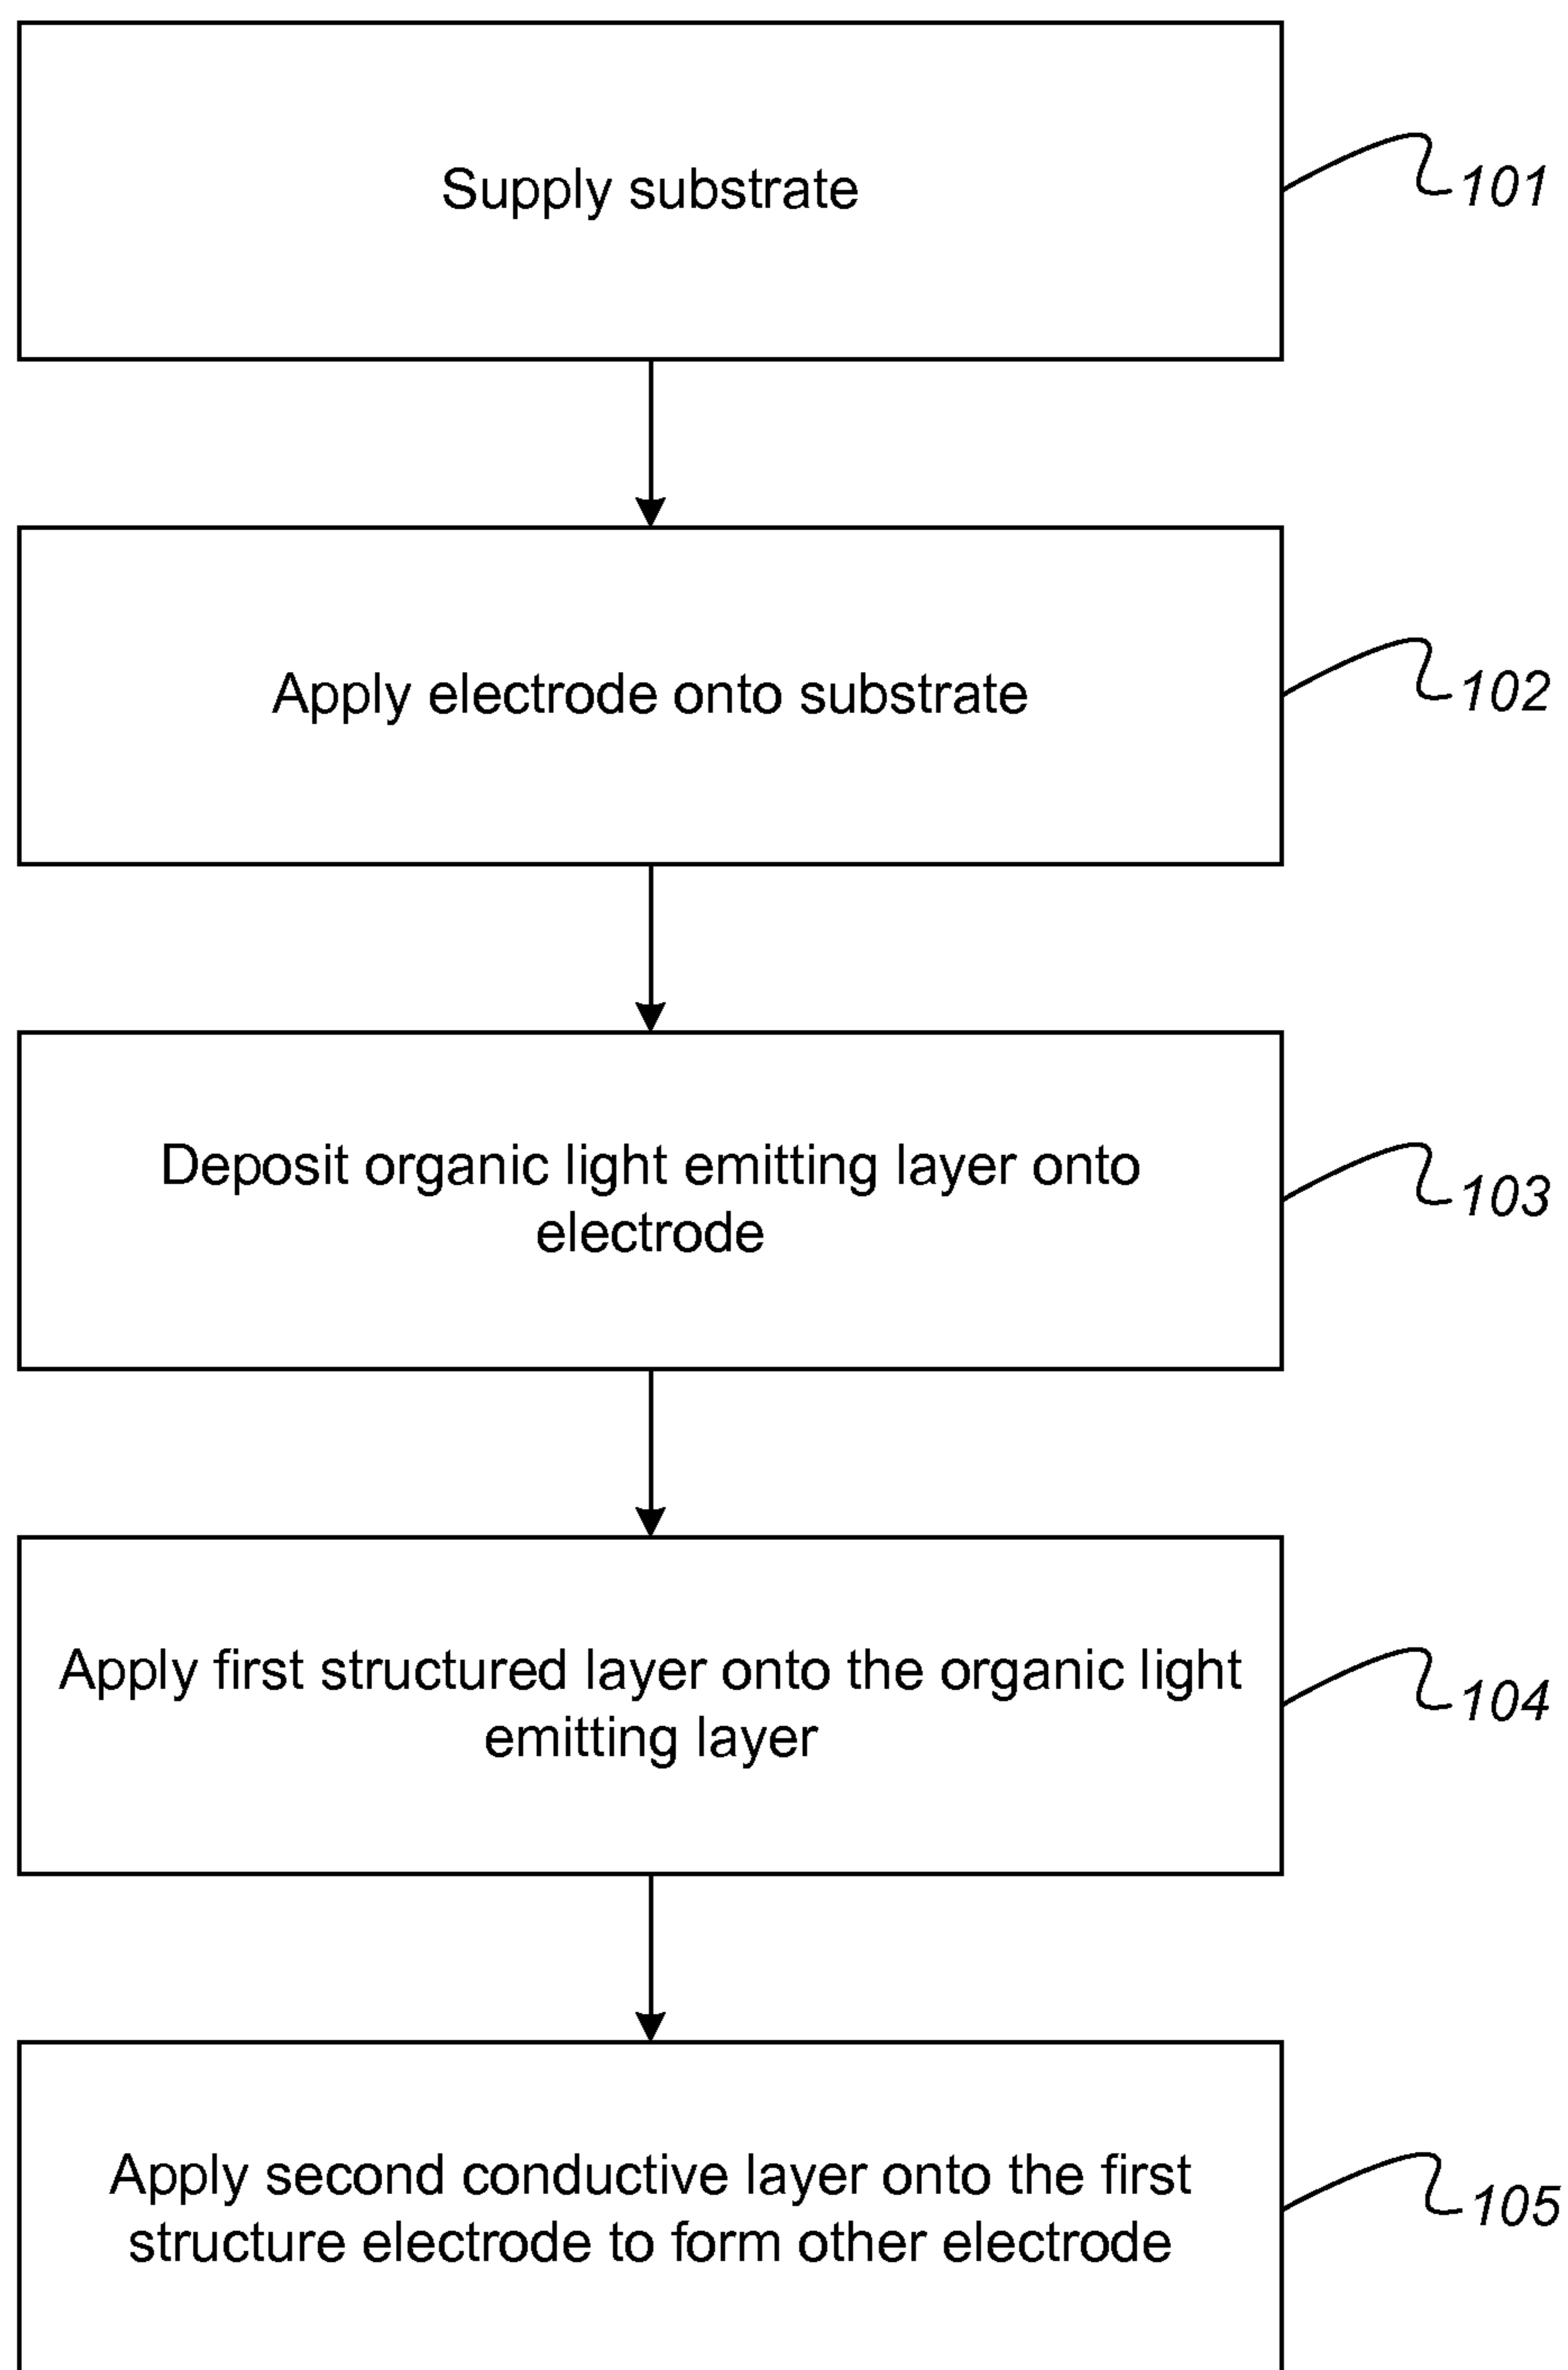 Supply substrate
101
Apply electrode onto substrate
102
Deposit organic light emitting layer onto
electrode
103
Apply first structured layer onto the organic light
emitting layer
104
Apply second conductive layer onto the first
structure electrode to form other electrode
105